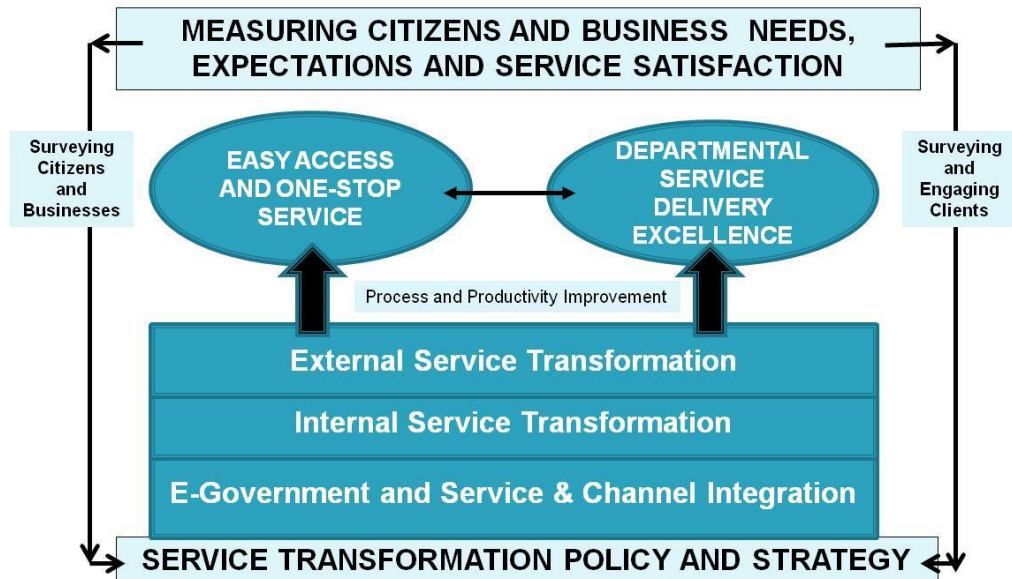 MEASURING CITIZENS AND BUSINESS NEEDS,
EXPECTATIONS AND SERVICE SATISFACTION
Surveying
Citizens
and
Businesses
EASY ACCESS
AND ONE-STOP
SERVICE
DEPARTMENTAL
SERVICE
DELIVERY
EXCELLENCE
Surveying
and
Engaging
Clients
Process and Productivity Improvement
External Service Transformation
Internal Service Transformation
E-Government and Service & Channel Integration
SERVICE TRANSFORMATION POLICY AND STRATEGY